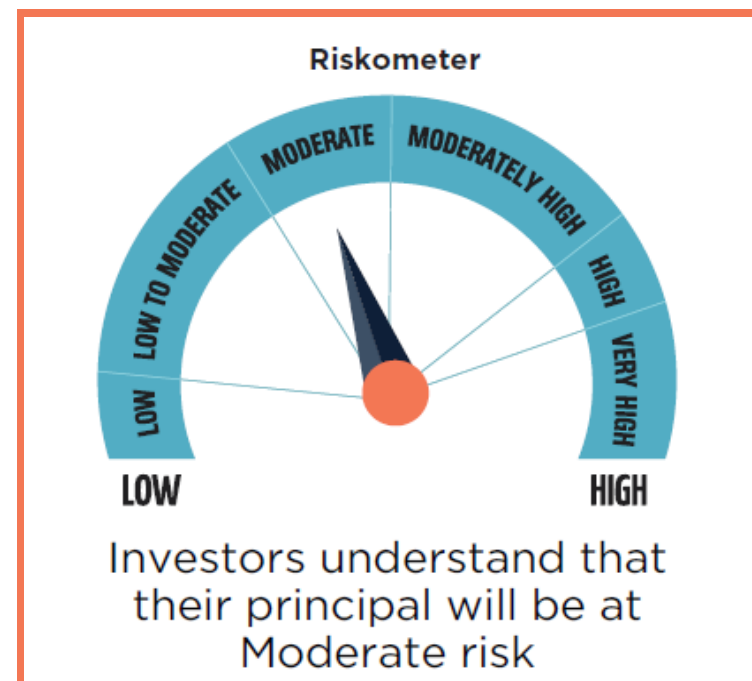 Riskometer
LOW
LOW TO MODERATE
MODERATE
MODERATELY HIGH
HIGH
VERY HIGH
LOW
HIGH
Investors understand that
their principal will be at
Moderate risk